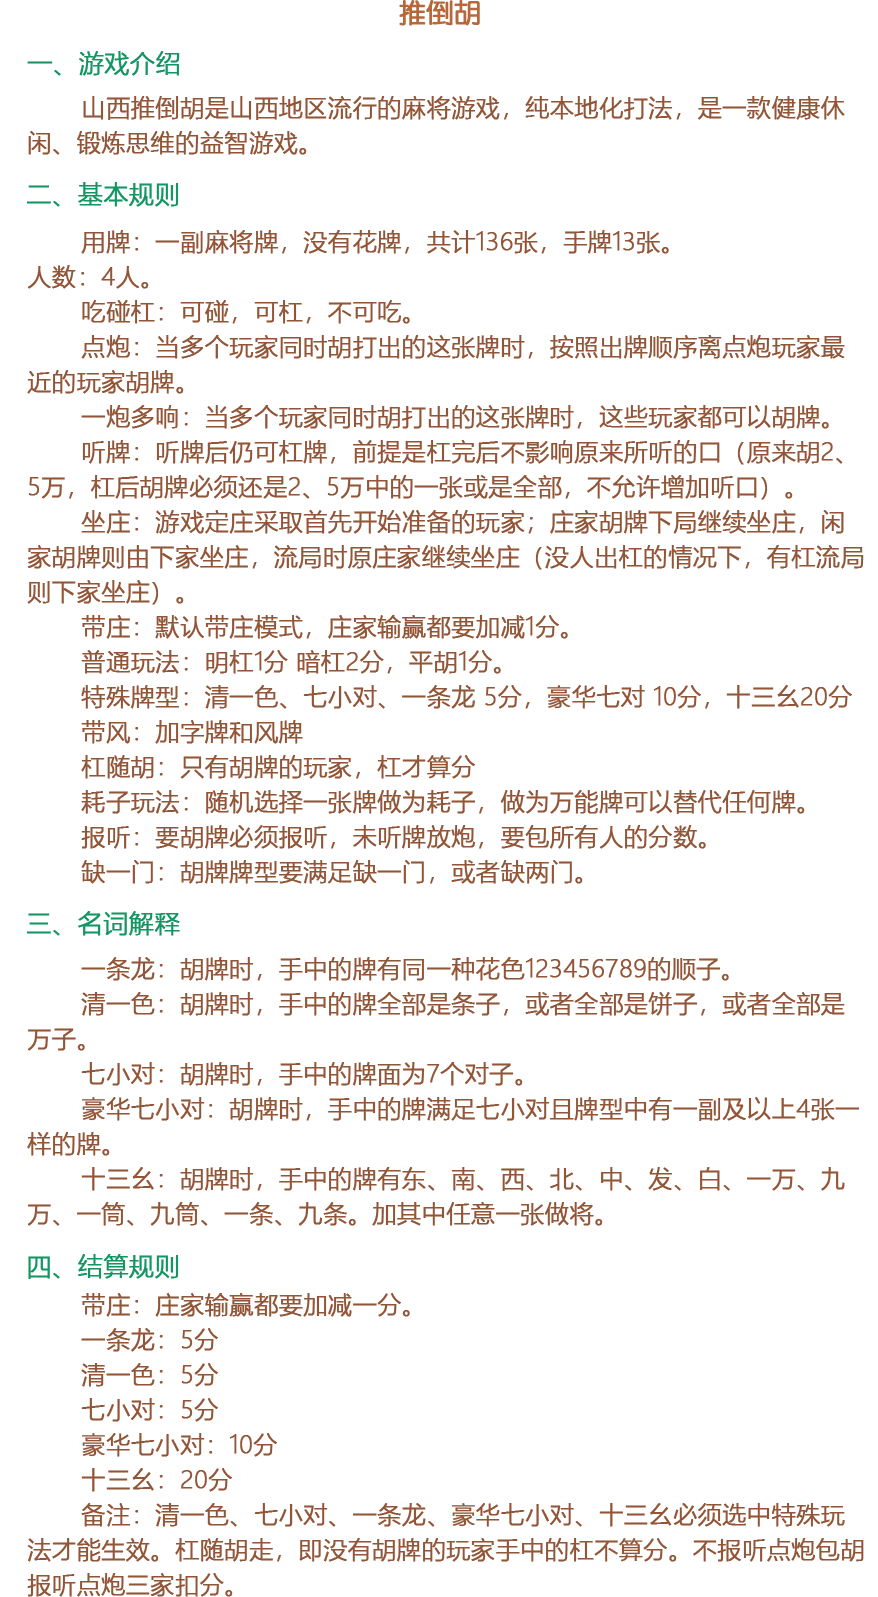 推倒胡
一、游戏介绍
山西推倒胡是山西地区流行的麻将游戏，纯本地化打法，是一款健康休
闲、锻炼思维的益智游戏。
二、基本规则
用牌：一副麻将牌，没有花牌，共计136张，手牌13张。
人数：4人。
吃碰杠：可碰，可杠，不可吃。
点炮：当多个玩家同时胡打出的这张牌时，按照出牌顺序离点炮玩家最
近的玩家胡牌。
一炮多响：当多个玩家同时胡打出的这张牌时，这些玩家都可以胡牌。
听牌：听牌后仍可杠牌，前提是杠完后不影响原来所听的口（原来胡2、
5万，杠后胡牌必须还是2、5万中的一张或是全部，不允许增加听口）。
坐庄：游戏定庄采取首先开始准备的玩家；庄家胡牌下局继续坐庄，闲
家胡牌则由下家坐庄，流局时原庄家继续坐庄（没人出杠的情况下，有杠流局
则下家坐庄）。
带庄：默认带庄模式，庄家输赢都要加减1分。
普通玩法：明杠1分 暗杠2分，平胡1分。
特殊牌型：清一色、七小对、一条龙 5分，豪华七对 10分，十三幺20分
带风：加字牌和风牌
杠随胡：只有胡牌的玩家，杠才算分
耗子玩法：随机选择一张牌做为耗子，做为万能牌可以替代任何牌。
报听：要胡牌必须报听，未听牌放炮，要包所有人的分数。
缺一门：胡牌牌型要满足缺一门，或者缺两门。
三、名词解释
一条龙：胡牌时，手中的牌有同一种花色123456789的顺子。
清一色：胡牌时，手中的牌全部是条子，或者全部是饼子，或者全部是
万子。
七小对：胡牌时，手中的牌面为7个对子。
豪华七小对：胡牌时，手中的牌满足七小对且牌型中有一副及以上4张一
样的牌。
十三幺：胡牌时，手中的牌有东、南、西、北、中、发、白、一万、九
万、一筒、九筒、一条、九条。加其中任意一张做将。
四、结算规则
带庄：庄家输赢都要加减一分。
一条龙：5分
清一色：5分
七小对：5分
豪华七小对：10分
十三幺：20分
备注：清一色、七小对、一条龙、豪华七小对、十三幺必须选中特殊玩
法才能生效。杠随胡走，即没有胡牌的玩家手中的杠不算分。不报听点炮包胡
报听点炮三家扣分。